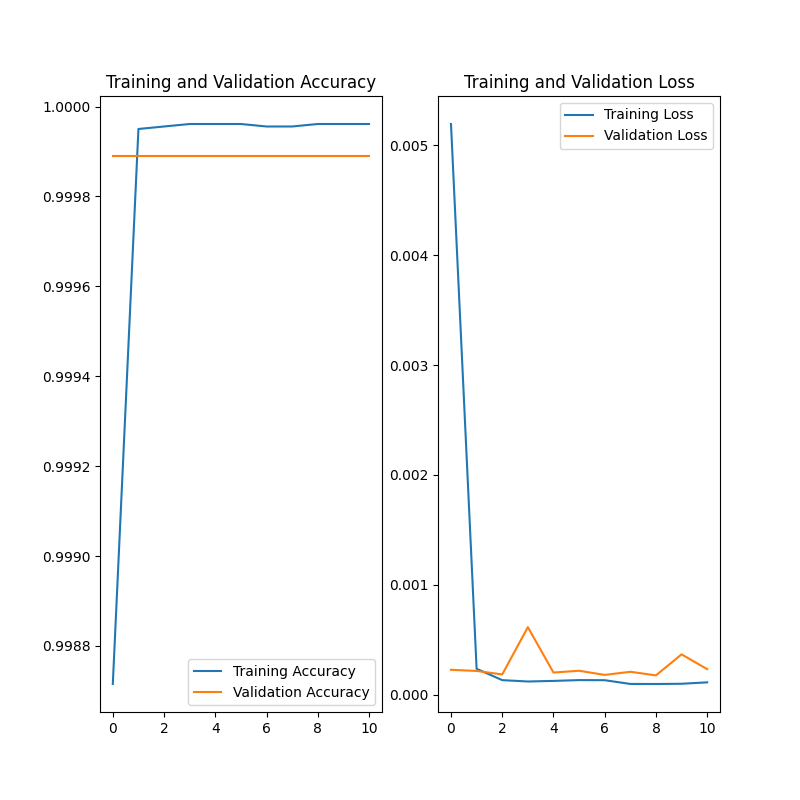 Training and Validation Accuracy
1.0000
0.9998
0.9996
0.9994
0.9992
0.9990
0.9988
Training Accuracy
Validation Accuracy
0 2 4 6 8 10
Training and Validation Loss
Training Loss
Validation Loss
0.005
0.004
0.003
0.002
0.001
0.000
0 2 4 6 8 10